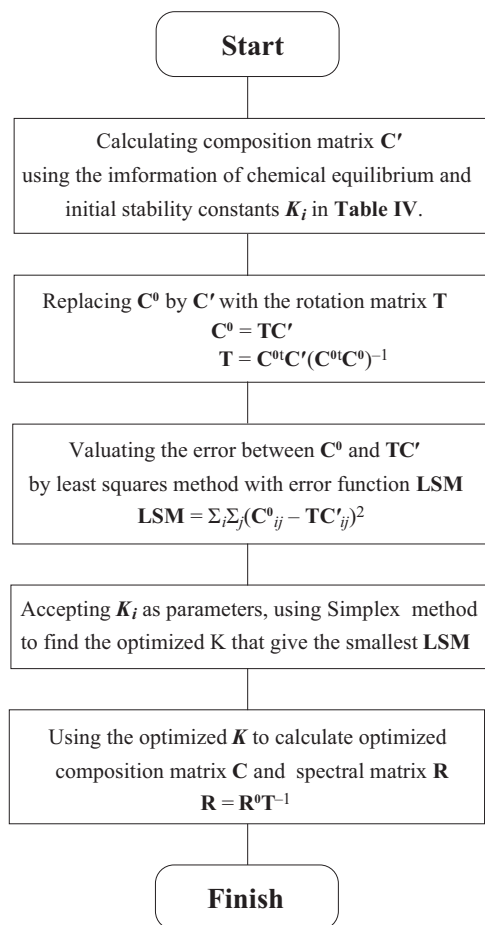 Start
Calculating composition matrix C′
using the imformation of chemical equilibrium and
initial stability constants Kᵢ in Table IV.
Replacing C⁰ by C′ with the rotation matrix T
C⁰ = TC′
T = C⁰ᵗC′(C⁰ᵗC⁰)⁻¹
Valuating the error between C⁰ and TC′
by least squares method with error function LSM
LSM = ΣᵢΣⱼ(C⁰ᵢⱼ – TC′ᵢⱼ)²
Accepting Kᵢ as parameters, using Simplex method
to find the optimized K that give the smallest LSM
Using the optimized K to calculate optimized
composition matrix C and spectral matrix R
R = R⁰T⁻¹
Finish